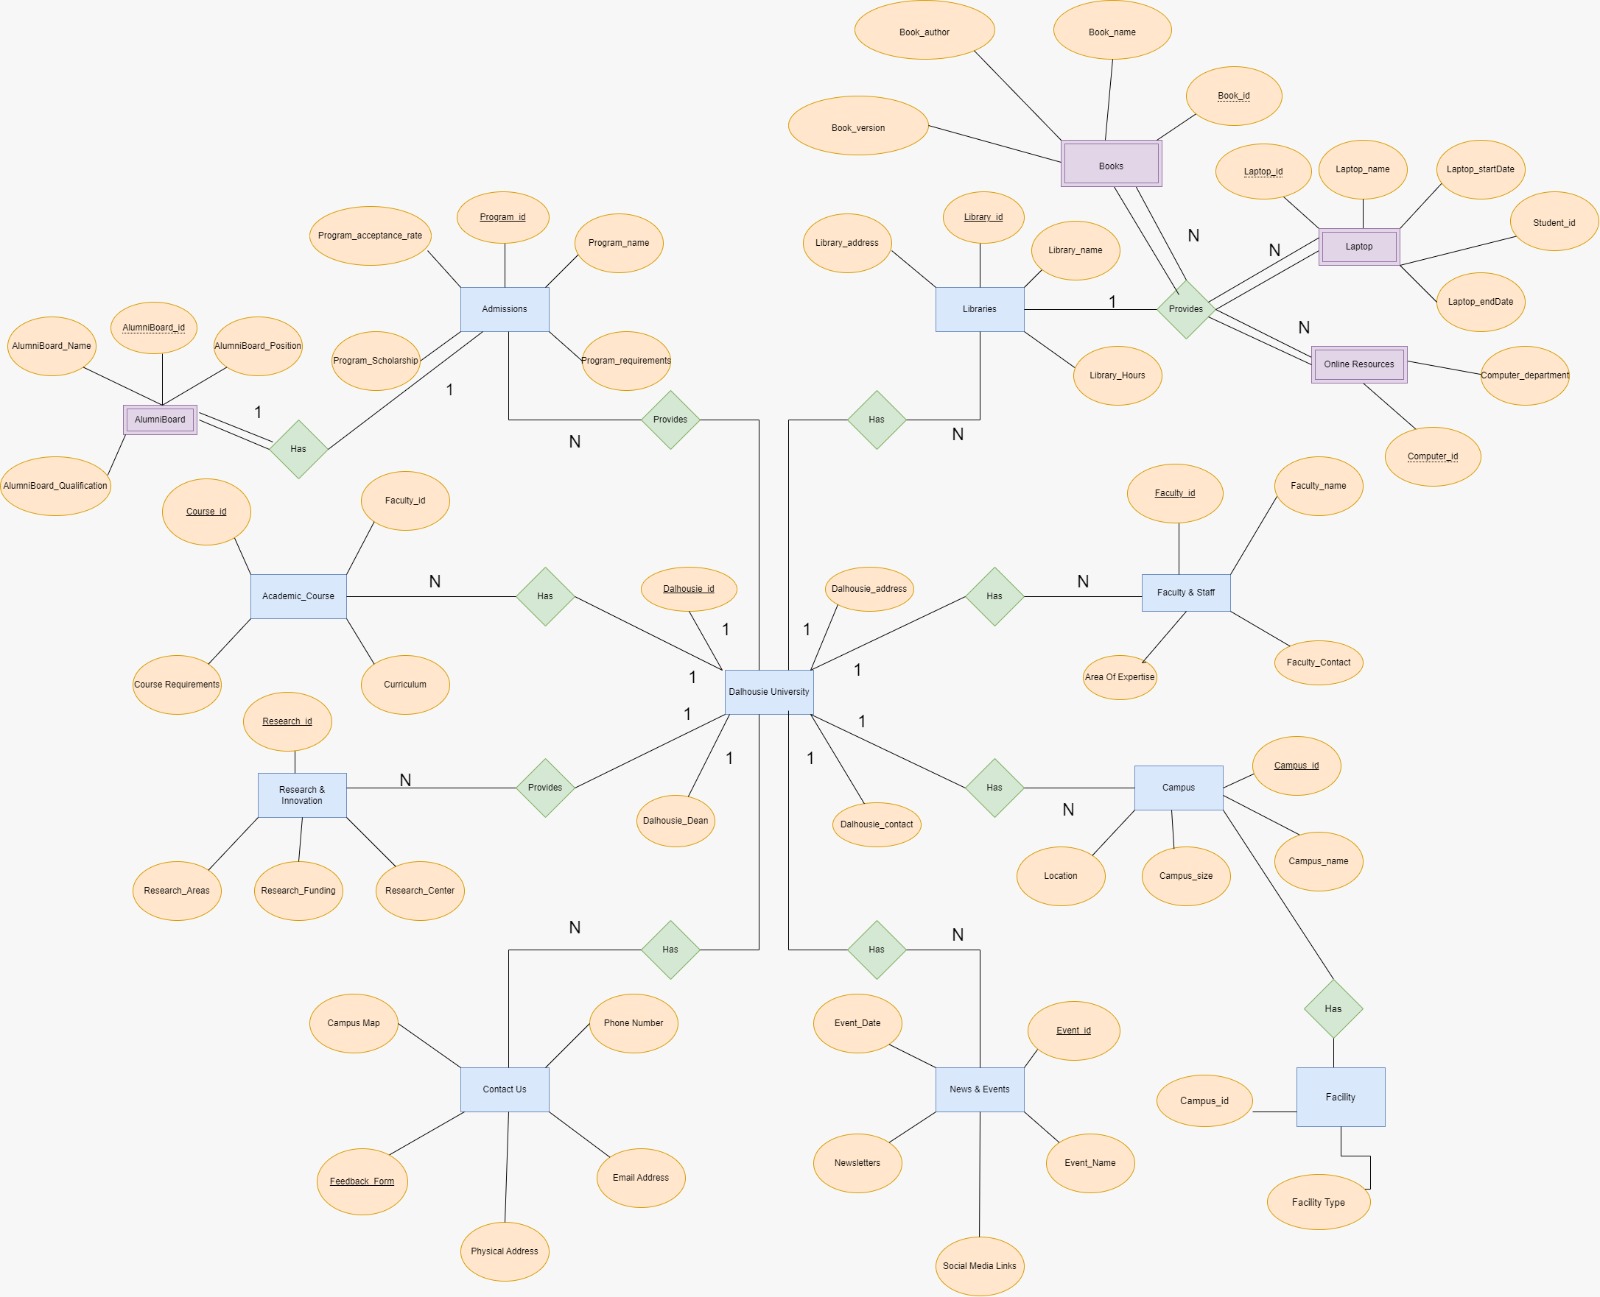 Book_author
Book_name
Book_id
Book_version
Books
Laptop_id
Laptop_name
Laptop_startDate
Student_id
Laptop
Laptop_endDate
N
N
Program_acceptance_rate
Program_id
Program_name
Library_address
Library_id
Library_name
Admissions
Libraries
1
Provides
N
AlumniBoard_Name
AlumniBoard_id
AlumniBoard_Position
Program_Scholarship
Program_requirements
Library_Hours
Online Resources
Computer_department
1
1
AlumniBoard
Has
Provides
N
Has
N
Computer_id
AlumniBoard_Qualification
Course_id
Faculty_id
Faculty_id
Faculty_name
Academic_Course
N
Has
Dalhousie_id
Dalhousie_address
Has
N
Faculty & Staff
1
1
1
1
Course Requirements
Curriculum
Area Of Expertise
Faculty_Contact
Dalhousie University
Research_id
1
1
1
1
Research &
Innovation
N
Provides
Dalhousie_Dean
Dalhousie_contact
Has
N
Campus
Campus_id
Campus_name
Location
Campus_size
Research_Areas
Research_Funding
Research_Center
N
Has
Has
N
Has
Campus Map
Phone Number
Event_Date
Event_id
Contact Us
News & Events
Facility
Campus_id
Feedback_Form
Email Address
Newsletters
Event_Name
Facility Type
Physical Address
Social Media Links